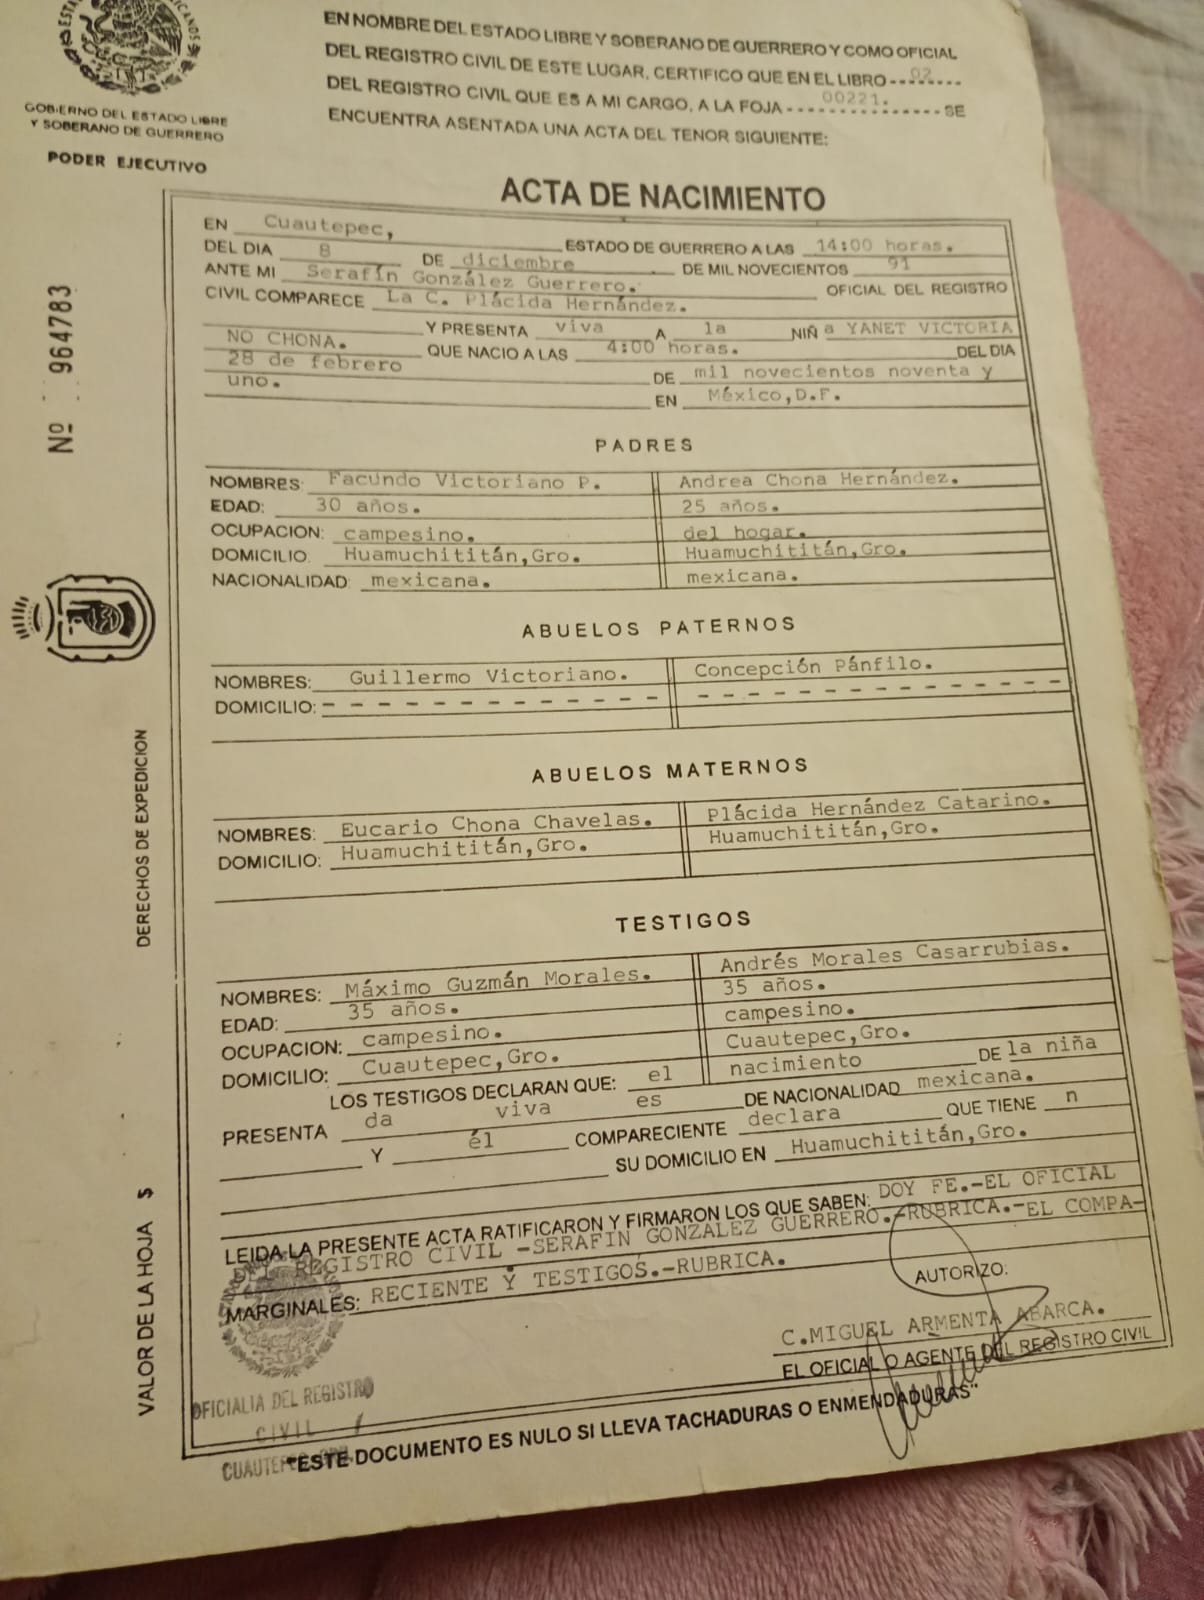 EN NOMBRE DEL ESTADO LIBRE Y SOBERANO DE GUERRERO Y COMO OFICIAL
DEL REGISTRO CIVIL DE ESTE LUGAR, CERTIFICO QUE EN EL LIBRO 02
DEL REGISTRO CIVIL QUE ES A MI CARGO, A LA FOJA 00221. SE
ENCUENTRA ASENTADA UNA ACTA DEL TENOR SIGUIENTE:
GOBIERNO DEL ESTADO LIBRE
Y SOBERANO DE GUERRERO
PODER EJECUTIVO
Nº 964783
DERECHOS DE EXPEDICION
VALOR DE LA HOJA $
ACTA DE NACIMIENTO
EN Cuautepec, ESTADO DE GUERRERO A LAS 14:00 horas.
DEL DIA 8 DE diciembre DE MIL NOVECIENTOS 91
ANTE MI Serafín González Guerrero. OFICIAL DEL REGISTRO
CIVIL COMPARECE La C. Plácida Hernández.
Y PRESENTA viva A la NIÑ a YANET VICTORIA
NO CHONA. QUE NACIO A LAS 4:00 horas. DEL DIA
28 de febrero DE mil novecientos noventa y
uno. EN México,D.F.
PADRES
NOMBRES: Facundo Victoriano P. Andrea Chona Hernández.
EDAD: 30 años. 25 años.
OCUPACION: campesino. del hogar.
DOMICILIO: Huamuchititán,Gro. Huamuchititán,Gro.
NACIONALIDAD: mexicana. mexicana.
ABUELOS PATERNOS
NOMBRES: Guillermo Victoriano. Concepción Pánfilo.
DOMICILIO: - - - - - - - - - - - - - - - - - - - - - - - - - -
ABUELOS MATERNOS
NOMBRES: Eucario Chona Chavelas. Plácida Hernández Catarino.
DOMICILIO: Huamuchititán,Gro. Huamuchititán,Gro.
TESTIGOS
NOMBRES: Máximo Guzmán Morales. Andrés Morales Casarrubias.
EDAD: 35 años. 35 años.
OCUPACION: campesino. campesino.
DOMICILIO: Cuautepec,Gro. Cuautepec,Gro.
LOS TESTIGOS DECLARAN QUE: el nacimiento DE la niña
PRESENTA da viva es DE NACIONALIDAD mexicana.
Y él COMPARECIENTE declara QUE TIENE n
SU DOMICILIO EN Huamuchititán,Gro.
LEIDA LA PRESENTE ACTA RATIFICARON Y FIRMARON LOS QUE SABEN: DOY FE.-EL OFICIAL
DEL REGISTRO CIVIL -SERAFIN GONZALEZ GUERRERO.-RUBRICA.-EL COMPA-
MARGINALES: RECIENTE Y TESTIGOS.-RUBRICA.
AUTORIZO:
C.MIGUEL ARMENTA ABARCA.
EL OFICIAL O AGENTE DEL REGISTRO CIVIL
OFICIALIA DEL REGISTRO
CIVIL
"ESTE DOCUMENTO ES NULO SI LLEVA TACHADURAS O ENMENDADURAS"